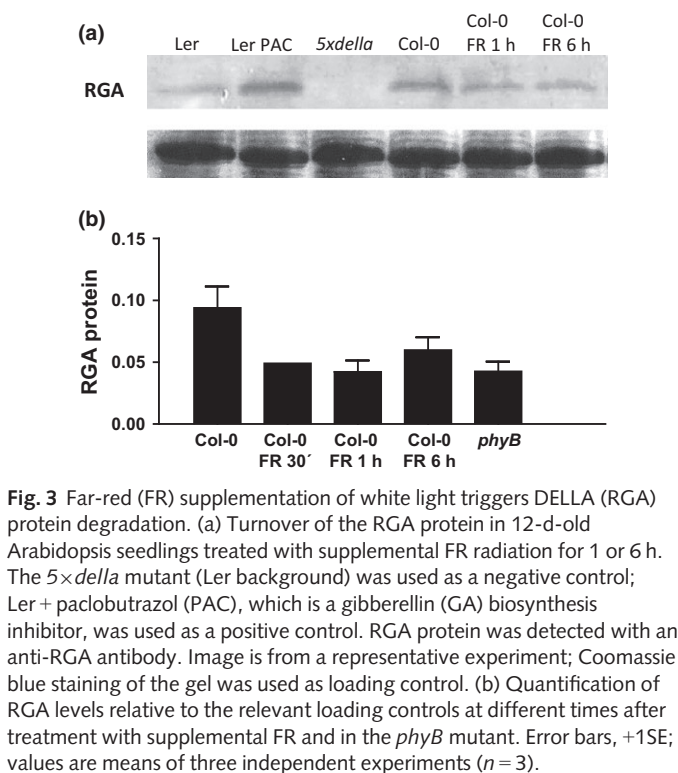 (a)
Ler Ler PAC 5xdella Col-0 Col-0 FR 1 h Col-0 FR 6 h
RGA
(b)
RGA protein
0.15
0.10
0.05
0.00
Col-0 Col-0 FR 30´ Col-0 FR 1 h Col-0 FR 6 h phyB
Fig. 3 Far-red (FR) supplementation of white light triggers DELLA (RGA)
protein degradation. (a) Turnover of the RGA protein in 12-d-old
Arabidopsis seedlings treated with supplemental FR radiation for 1 or 6 h.
The 5×della mutant (Ler background) was used as a negative control;
Ler + paclobutrazol (PAC), which is a gibberellin (GA) biosynthesis
inhibitor, was used as a positive control. RGA protein was detected with an
anti-RGA antibody. Image is from a representative experiment; Coomassie
blue staining of the gel was used as loading control. (b) Quantification of
RGA levels relative to the relevant loading controls at different times after
treatment with supplemental FR and in the phyB mutant. Error bars, +1SE;
values are means of three independent experiments (n = 3).